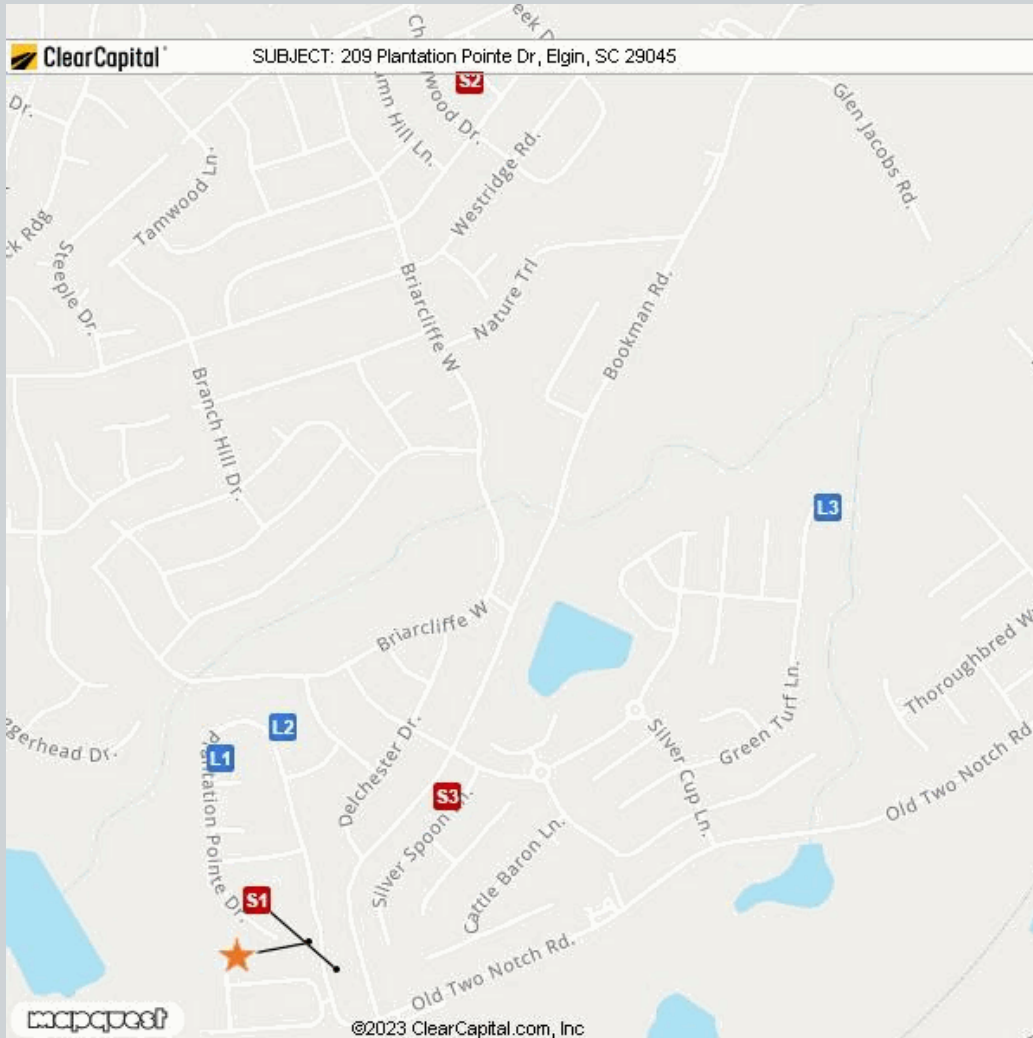 ClearCapital
SUBJECT: 209 Plantation Pointe Dr, Elgin, SC 29045
Dr.
S2
Westridge Rd.
Glen Jacobs Rd.
Tamwood Ln.
Steeple Dr.
Briarcliffe W
Nature Trl
Bookman Rd.
Branch Hill Dr.
L3
Briarcliffe W
Thoroughbred
L2
L1
Plantation Pointe Dr.
Delchester Dr.
Silver Cup Ln.
Green Turf Ln.
S3
Silver Spoon Ln.
Old Two Notch Rd
Cattle Baron Ln.
S1
Old Two Notch Rd.
mapquest
©2023 ClearCapital.com, Inc